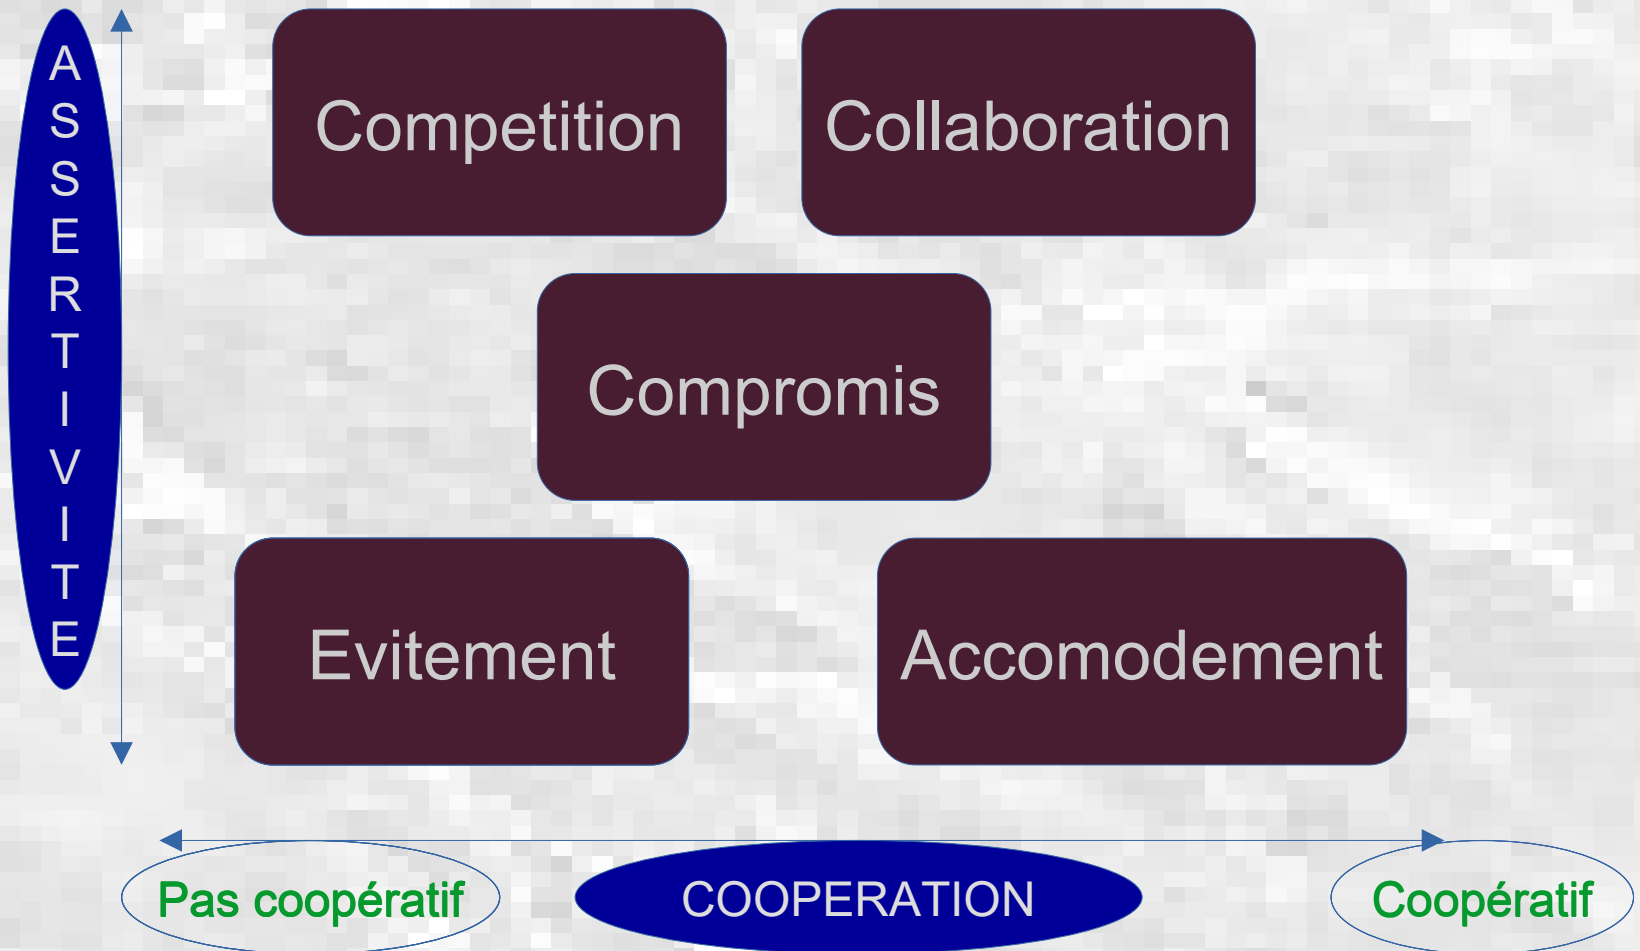 ASSERTIVITE
Competition
Collaboration
Compromis
Evitement
Accomodement
Pas coopératif
COOPERATION
Coopératif